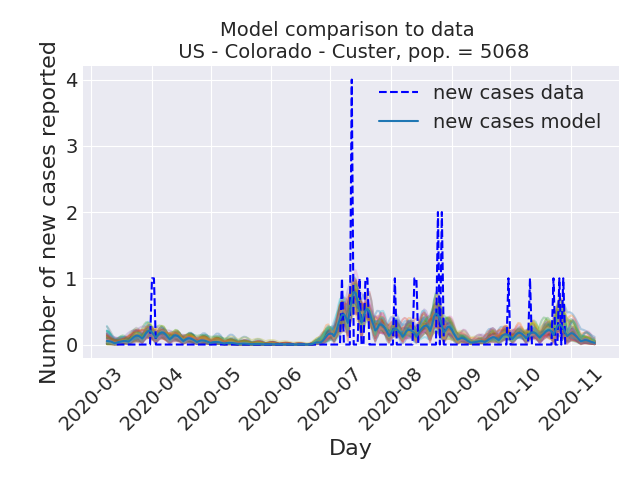 Model comparison to data
US - Colorado - Custer, pop. = 5068
Number of new cases reported
4
3
2
1
0
new cases data
new cases model
2020-03
2020-04
2020-05
2020-06
2020-07
2020-08
2020-09
2020-10
2020-11
Day